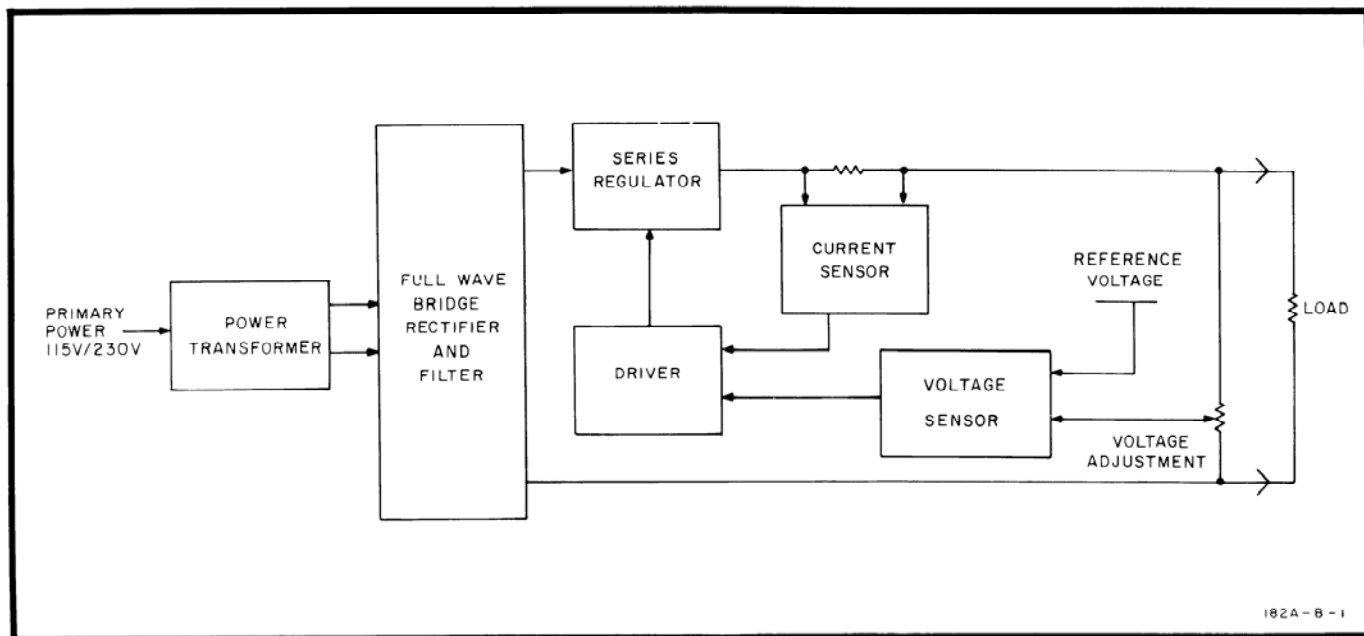 PRIMARY
POWER
115V/230V
POWER
TRANSFORMER
FULL WAVE
BRIDGE
RECTIFIER
AND
FILTER
SERIES
REGULATOR
CURRENT
SENSOR
DRIVER
VOLTAGE
SENSOR
REFERENCE
VOLTAGE
VOLTAGE
ADJUSTMENT
LOAD
182A-B-1